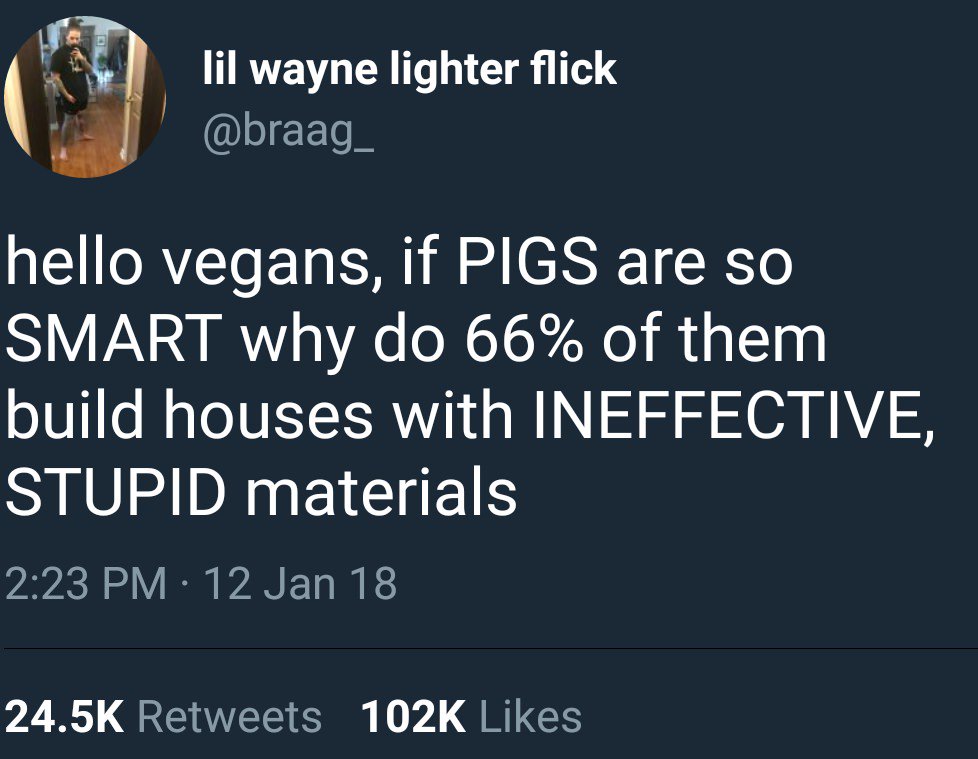 lil wayne lighter flick
@braag_
hello vegans, if PIGS are so
SMART why do 66% of them
build houses with INEFFECTIVE,
STUPID materials
2:23 PM · 12 Jan 18
24.5K Retweets 102K Likes